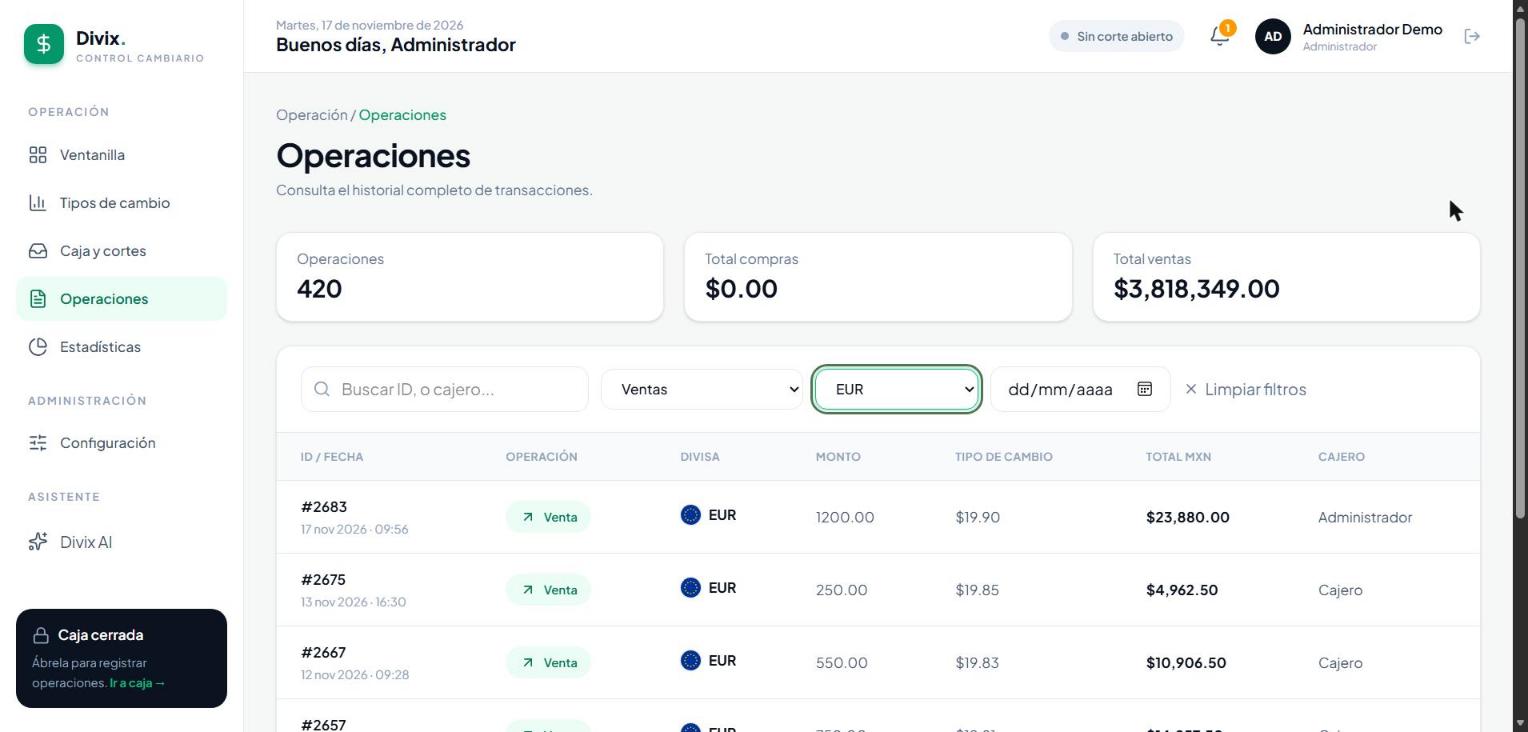 Divix.
CONTROL CAMBIARIO
OPERACIÓN
Ventanilla
Tipos de cambio
Caja y cortes
Operaciones
Estadísticas
ADMINISTRACIÓN
Configuración
ASISTENTE
Divix AI
Caja cerrada
Ábrela para registrar
operaciones. Ir a caja →
Martes, 17 de noviembre de 2026
Buenos días, Administrador
Sin corte abierto
1
AD
Administrador Demo
Administrador
Operación / Operaciones
Operaciones
Consulta el historial completo de transacciones.
Operaciones
420
Total compras
$0.00
Total ventas
$3,818,349.00
Buscar ID, o cajero...
Ventas
EUR
dd/mm/aaaa
Limpiar filtros
ID / FECHA OPERACIÓN DIVISA MONTO TIPO DE CAMBIO TOTAL MXN CAJERO
#2683
17 nov 2026 · 09:56
Venta EUR 1200.00 $19.90 $23,880.00 Administrador
#2675
13 nov 2026 · 16:30
Venta EUR 250.00 $19.85 $4,962.50 Cajero
#2667
12 nov 2026 · 09:28
Venta EUR 550.00 $19.83 $10,906.50 Cajero
#2657
Venta EUR